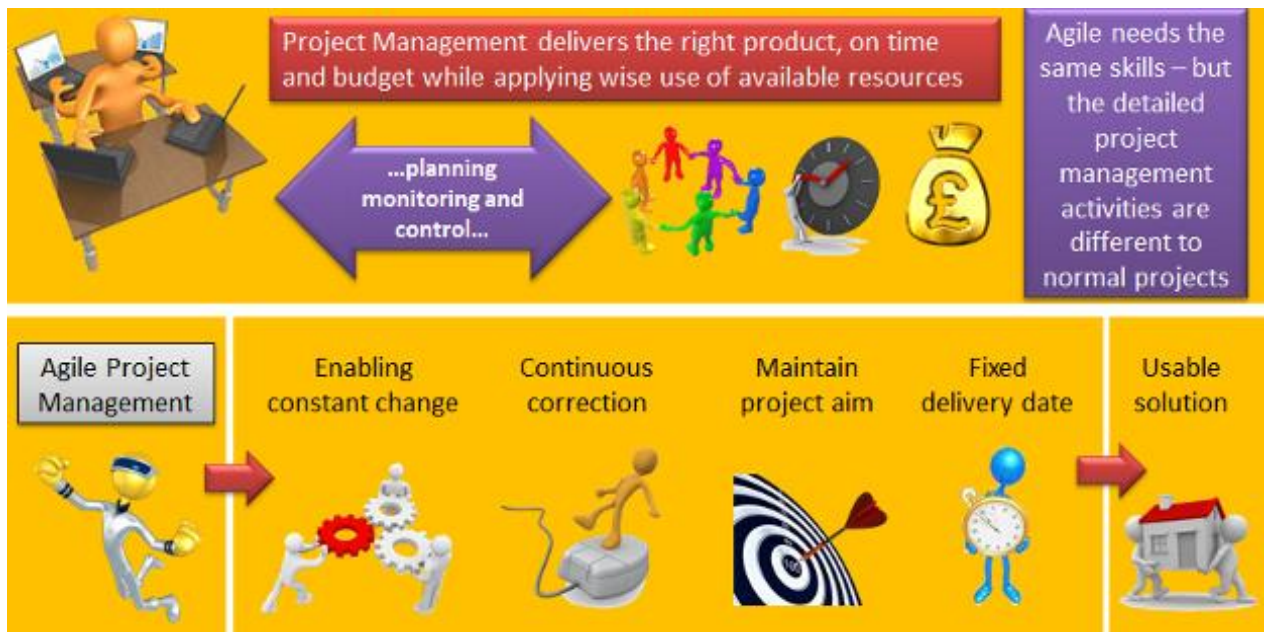 Project Management delivers the right product, on time
and budget while applying wise use of available resources
Agile needs the
same skills – but
the detailed
project
management
activities are
different to
normal projects
...planning
monitoring and
control...
£
Agile Project
Management
Enabling
constant change
Continuous
correction
Maintain
project aim
Fixed
delivery date
Usable
solution